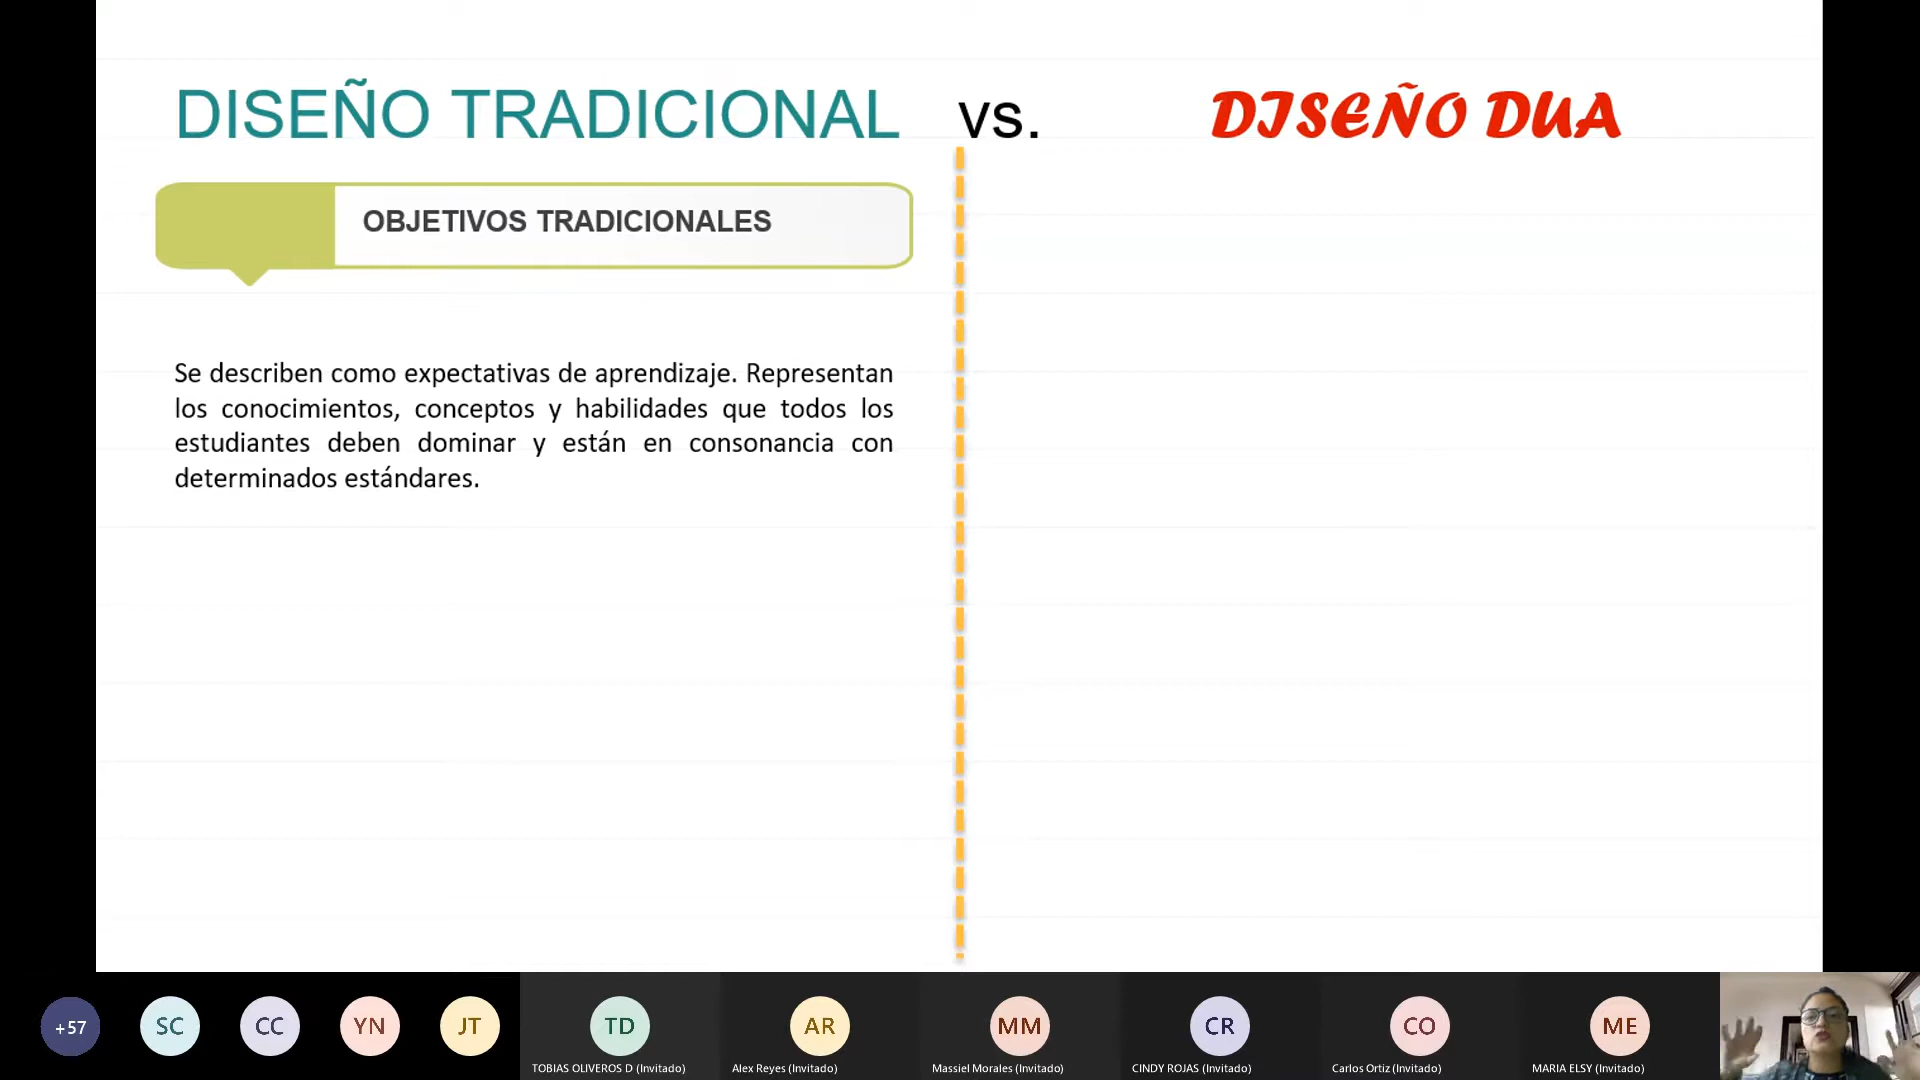 DISEÑO TRADICIONAL vs. DISEÑO DUA
OBJETIVOS TRADICIONALES
Se describen como expectativas de aprendizaje. Representan
los conocimientos, conceptos y habilidades que todos los
estudiantes deben dominar y están en consonancia con
determinados estándares.
+57 SC CC YN JT TD AR MM CR CO ME
TOBIAS OLIVEROS D (Invitado) Alex Reyes (Invitado) Massiel Morales (Invitado) CINDY ROJAS (Invitado) Carlos Ortiz (Invitado) MARIA ELSY (Invitado)